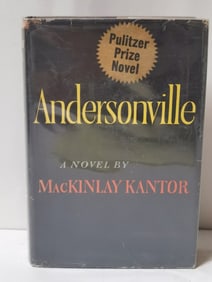 Pulitzer
Prize
Novel
Andersonville
A NOVEL BY
MACKINLAY KANTOR